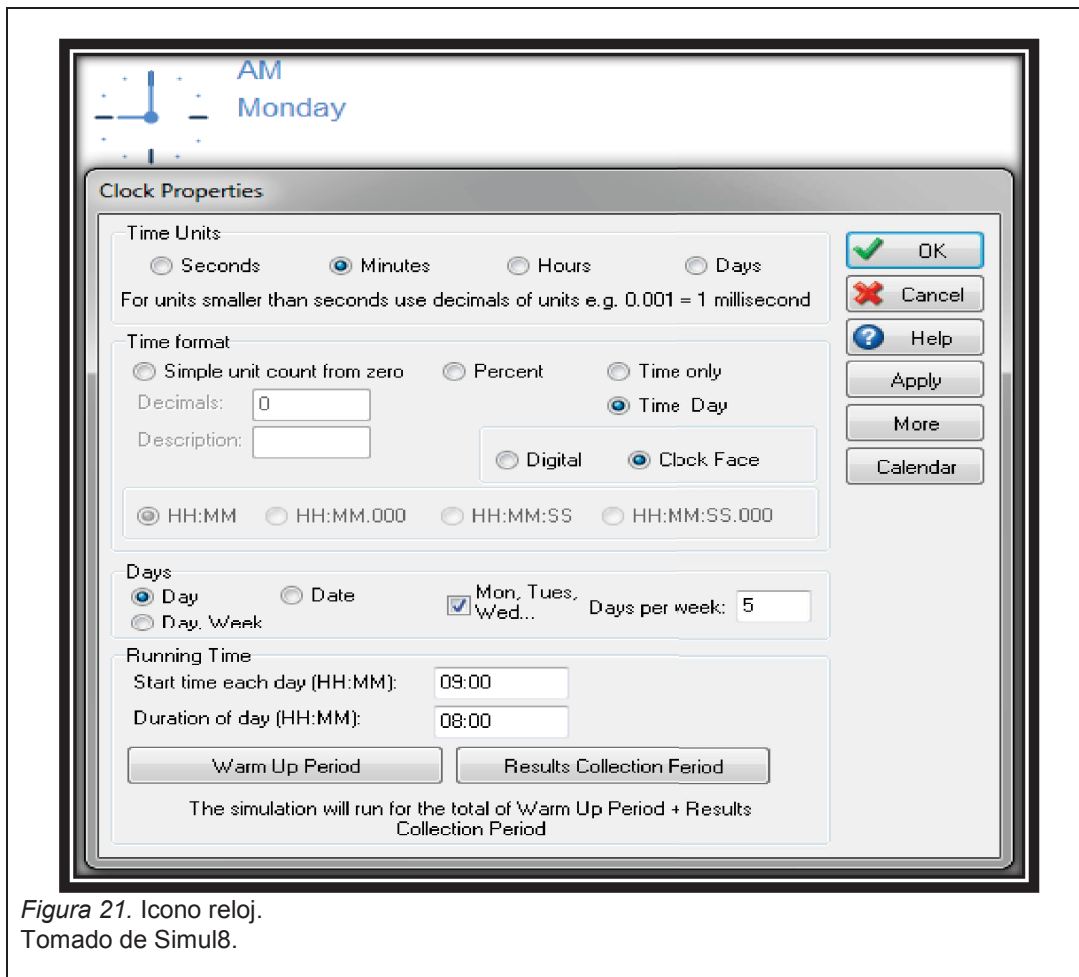 AM
Monday
Clock Properties
Time Units
Seconds Minutes Hours Days
For units smaller than seconds use decimals of units e.g. 0.001 = 1 millisecond
Time format
Simple unit count from zero Percent Time only
Decimals: 0 Time Day
Description:
Digital Clock Face
HH:MM HH:MM.000 HH:MM:SS HH:MM:SS.000
Days
Day Date Mon, Tues,
Wed... Days per week: 5
Day, Week
Running Time
Start time each day (HH:MM): 09:00
Duration of day (HH:MM): 08:00
Warm Up Period Results Collection Period
The simulation will run for the total of Warm Up Period + Results
Collection Period
OK
Cancel
Help
Apply
More
Calendar
Figura 21. Icono reloj.
Tomado de Simul8.